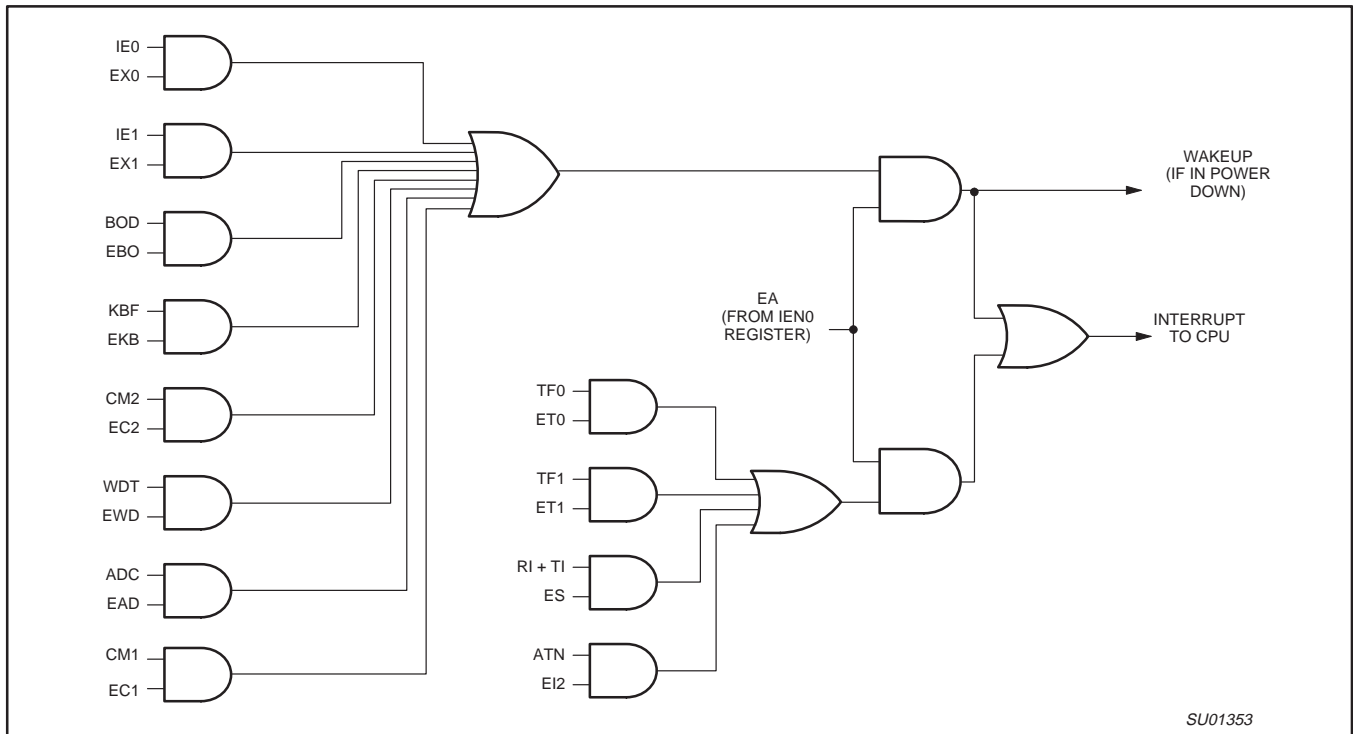 IE0
EX0
IE1
EX1
BOD
EBO
KBF
EKB
CM2
EC2
WDT
EWD
ADC
EAD
CM1
EC1
WAKEUP
(IF IN POWER
DOWN)
EA
(FROM IEN0
REGISTER)
INTERRUPT
TO CPU
TF0
ET0
TF1
ET1
RI + TI
ES
ATN
EI2
SU01353